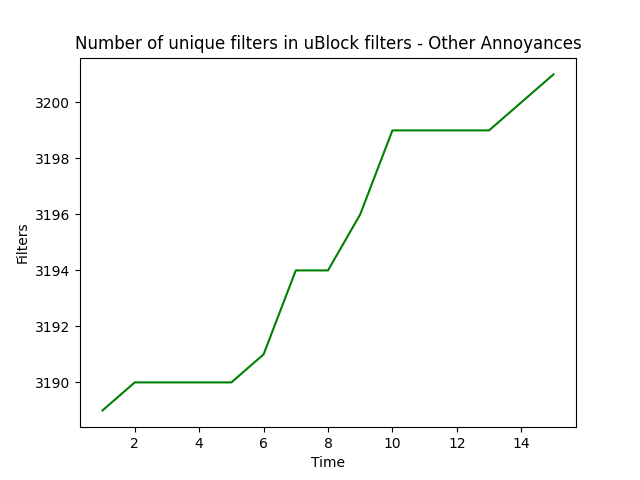 Number of unique filters in uBlock filters - Other Annoyances
3200
3198
3196
3194
3192
3190
Filters
2 4 6 8 10 12 14
Time